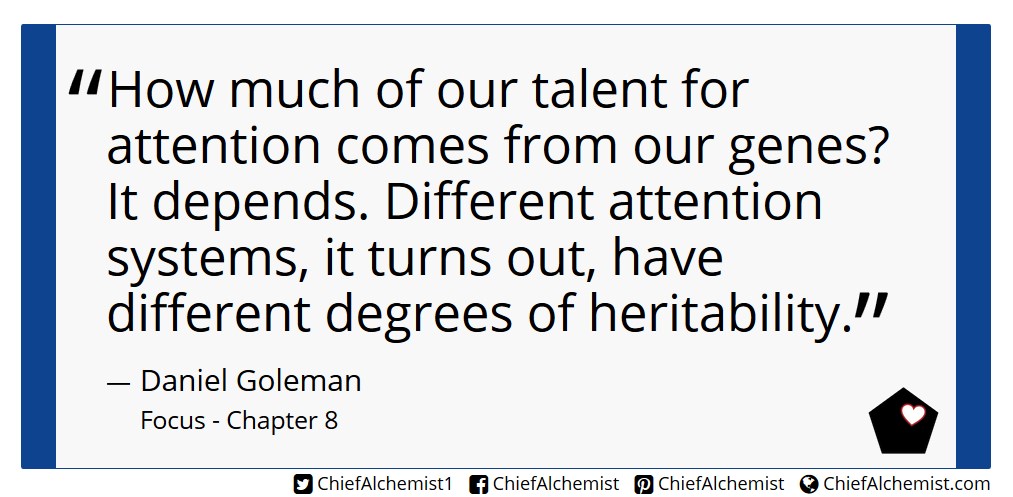 “How much of our talent for
attention comes from our genes?
It depends. Different attention
systems, it turns out, have
different degrees of heritability.”
— Daniel Goleman
Focus - Chapter 8
ChiefAlchemist1 ChiefAlchemist ChiefAlchemist ChiefAlchemist.com